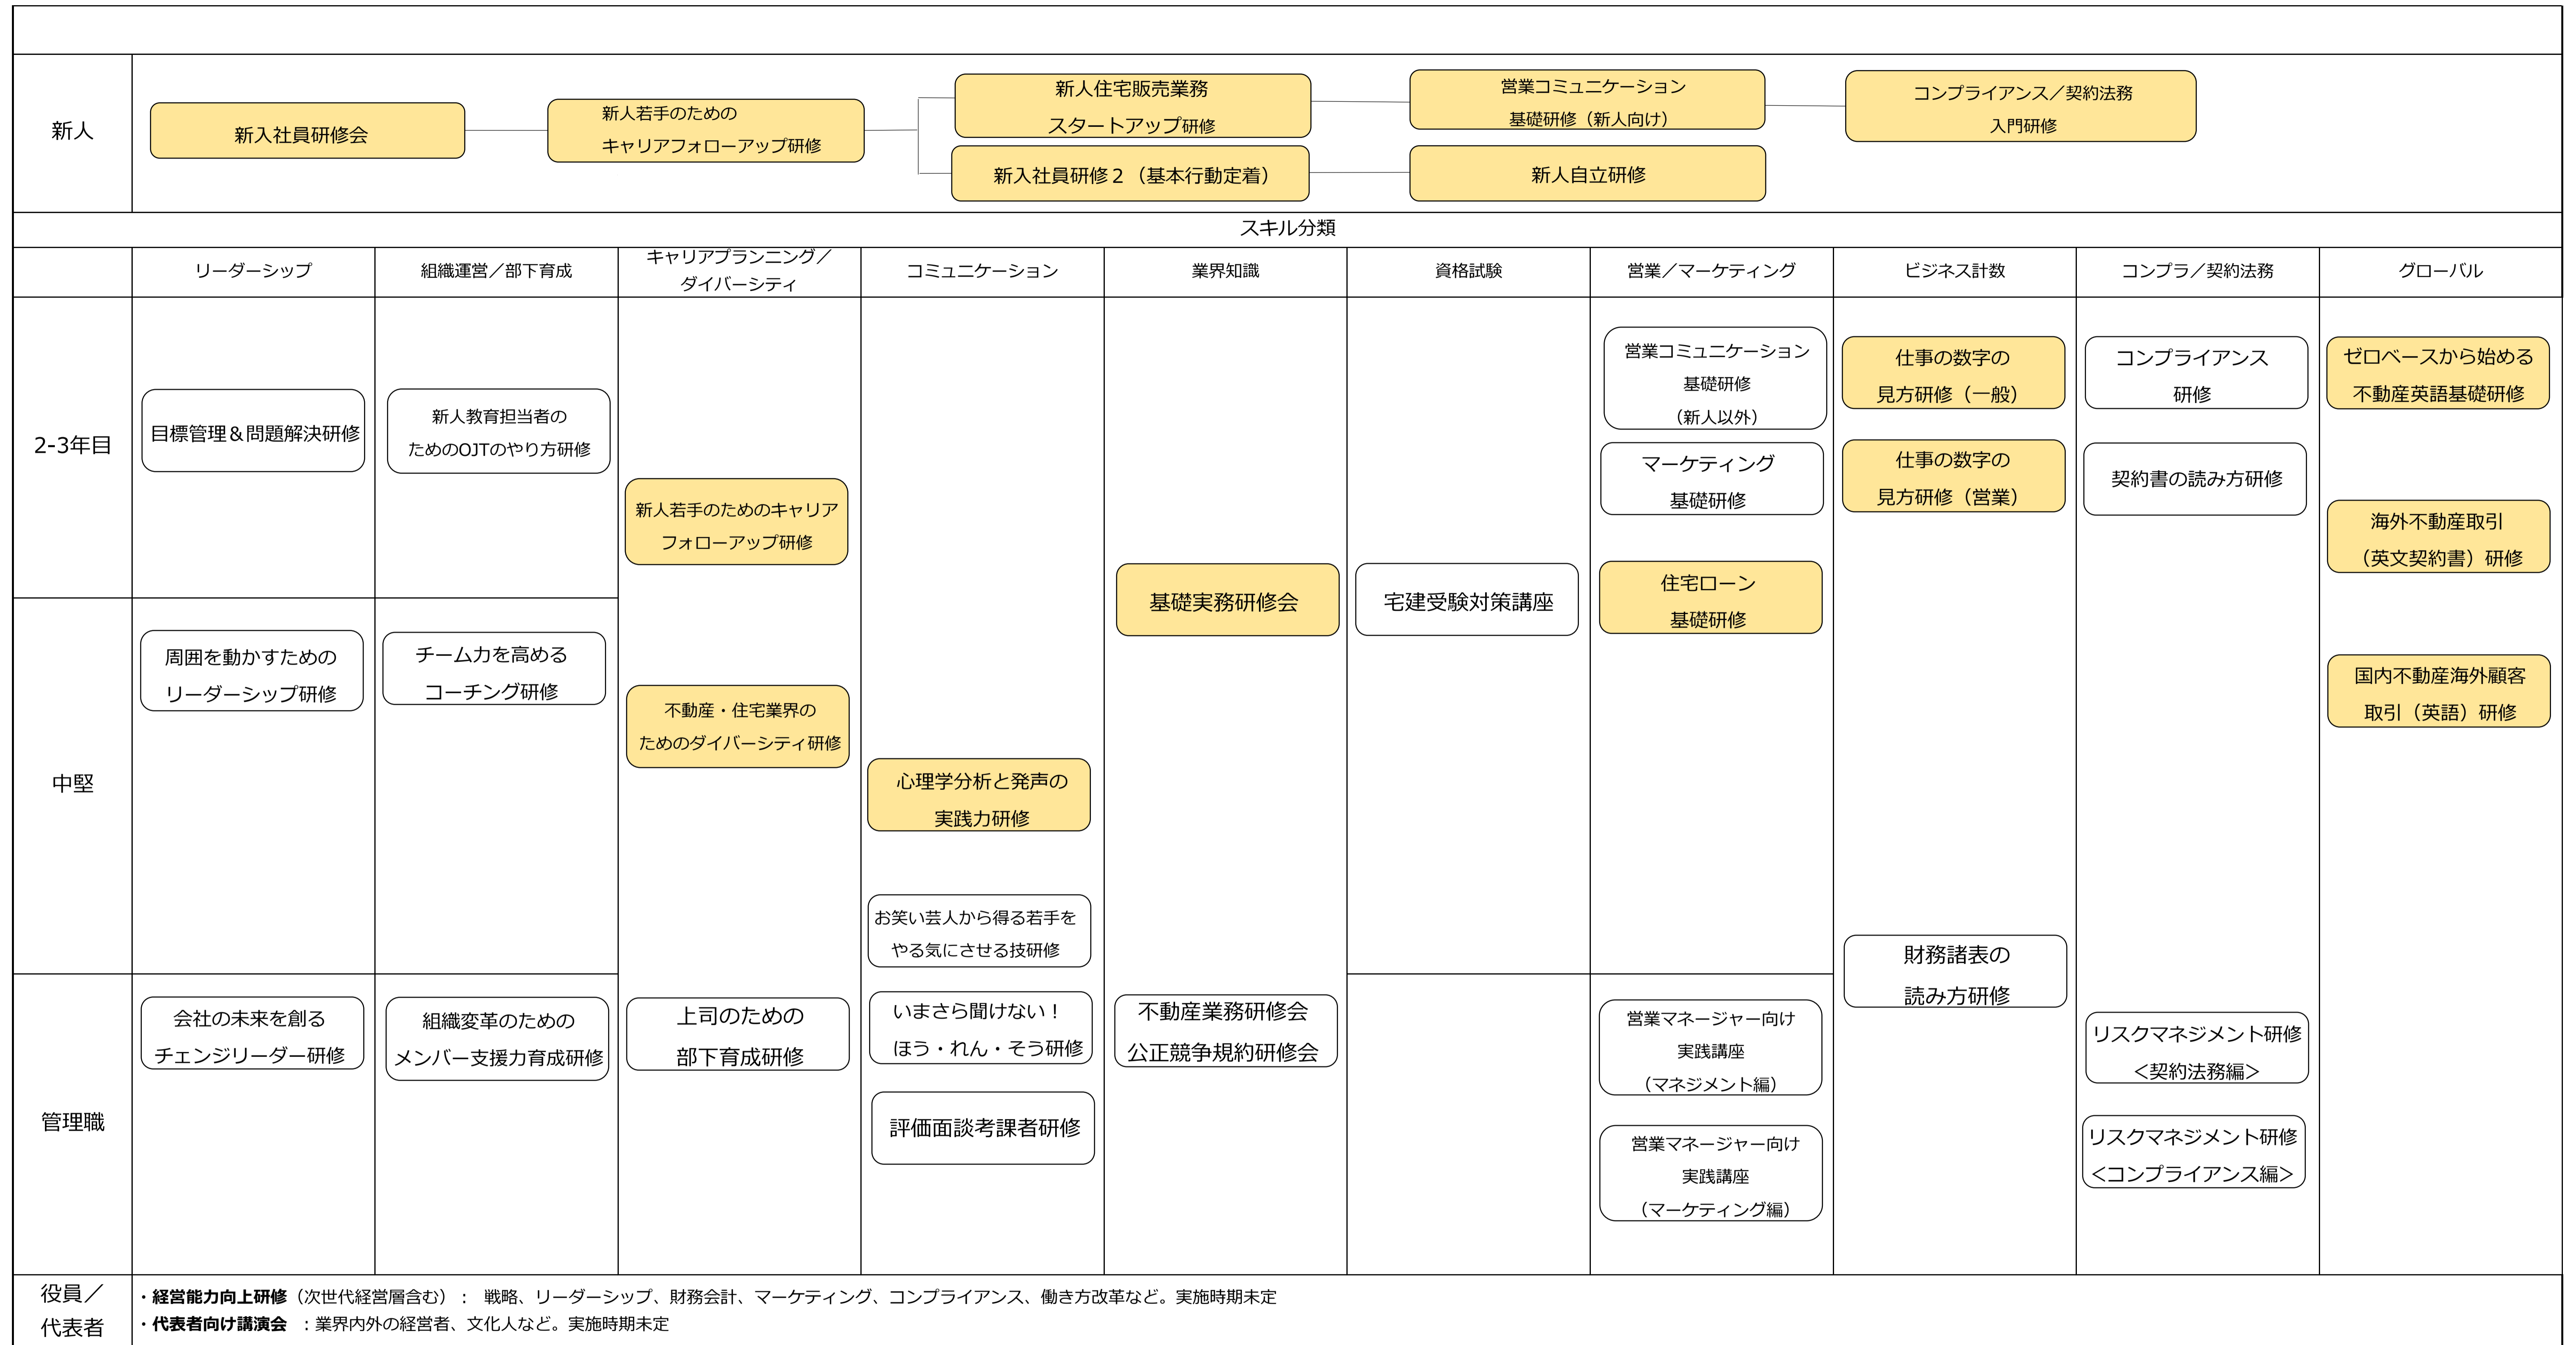 新人
新入社員研修会
新人若手のための
キャリアフォローアップ研修
新人住宅販売業務
スタートアップ研修
営業コミュニケーション
基礎研修（新人向け）
コンプライアンス／契約法務
入門研修
新入社員研修２（基本行動定着）
新人自立研修
スキル分類
リーダーシップ
組織運営／部下育成
キャリアプランニング／
ダイバーシティ
コミュニケーション
業界知識
資格試験
営業／マーケティング
ビジネス計数
コンプラ／契約法務
グローバル
2-3年目
目標管理＆問題解決研修
新人教育担当者の
ためのOJTのやり方研修
新人若手のためのキャリア
フォローアップ研修
営業コミュニケーション
基礎研修
（新人以外）
マーケティング
基礎研修
仕事の数字の
見方研修（一般）
仕事の数字の
見方研修（営業）
コンプライアンス
研修
契約書の読み方研修
ゼロベースから始める
不動産英語基礎研修
海外不動産取引
（英文契約書）研修
基礎実務研修会
宅建受験対策講座
住宅ローン
基礎研修
中堅
周囲を動かすための
リーダーシップ研修
チーム力を高める
コーチング研修
不動産・住宅業界の
ためのダイバーシティ研修
心理学分析と発声の
実践力研修
お笑い芸人から得る若手を
やる気にさせる技研修
国内不動産海外顧客
取引（英語）研修
財務諸表の
読み方研修
管理職
会社の未来を創る
チェンジリーダー研修
組織変革のための
メンバー支援力育成研修
上司のための
部下育成研修
いまさら聞けない！
ほう・れん・そう研修
評価面談考課者研修
不動産業務研修会
公正競争規約研修会
営業マネージャー向け
実践講座
（マネジメント編）
営業マネージャー向け
実践講座
（マーケティング編）
リスクマネジメント研修
<契約法務編>
リスクマネジメント研修
<コンプライアンス編>
役員／
代表者
・経営能力向上研修（次世代経営層含む）：　戦略、リーダーシップ、財務会計、マーケティング、コンプライアンス、働き方改革など。実施時期未定
・代表者向け講演会　：業界内外の経営者、文化人など。実施時期未定